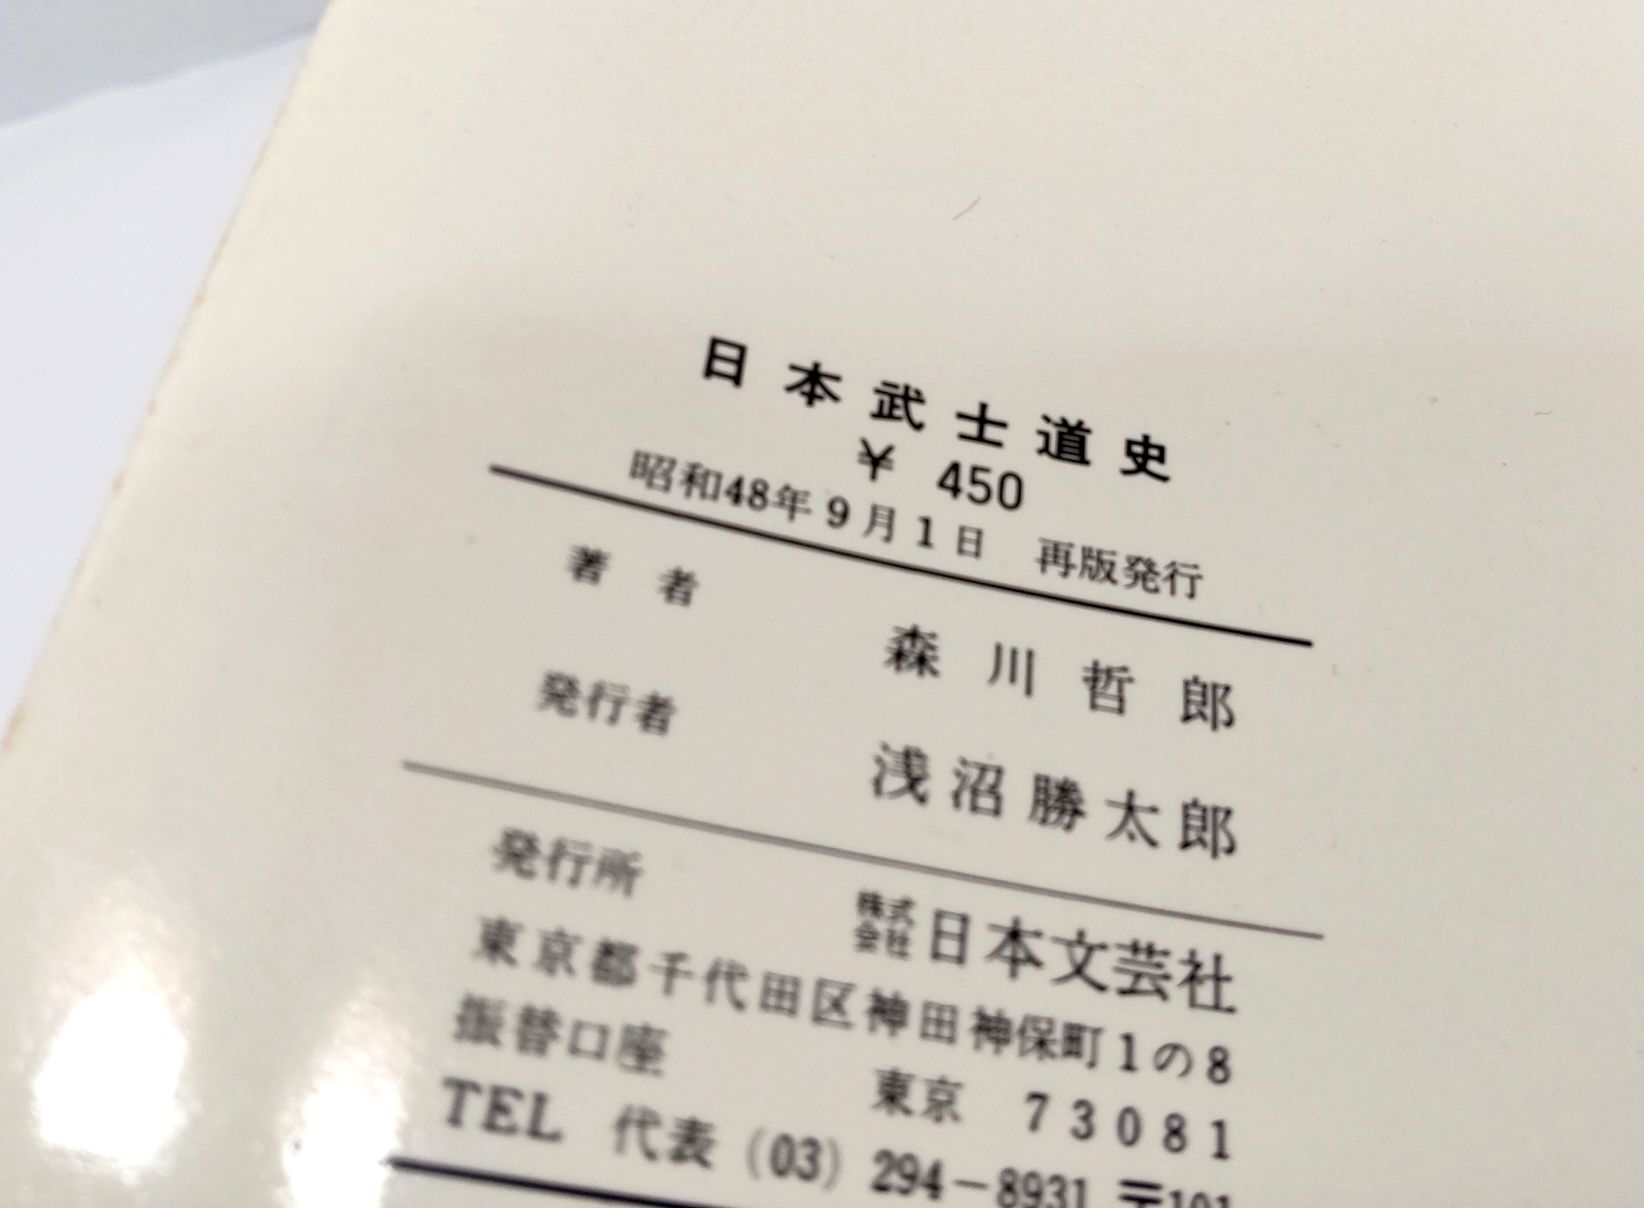 日本武士道史
¥ 450
昭和48年9月1日 再版発行
著者 森川哲郎
発行者 浅沼勝太郎
発行所 株式会社 日本文芸社
東京都千代田区神田神保町1の8
振替口座 東京 73081
TEL 代表 (03) 294-8931 〒101